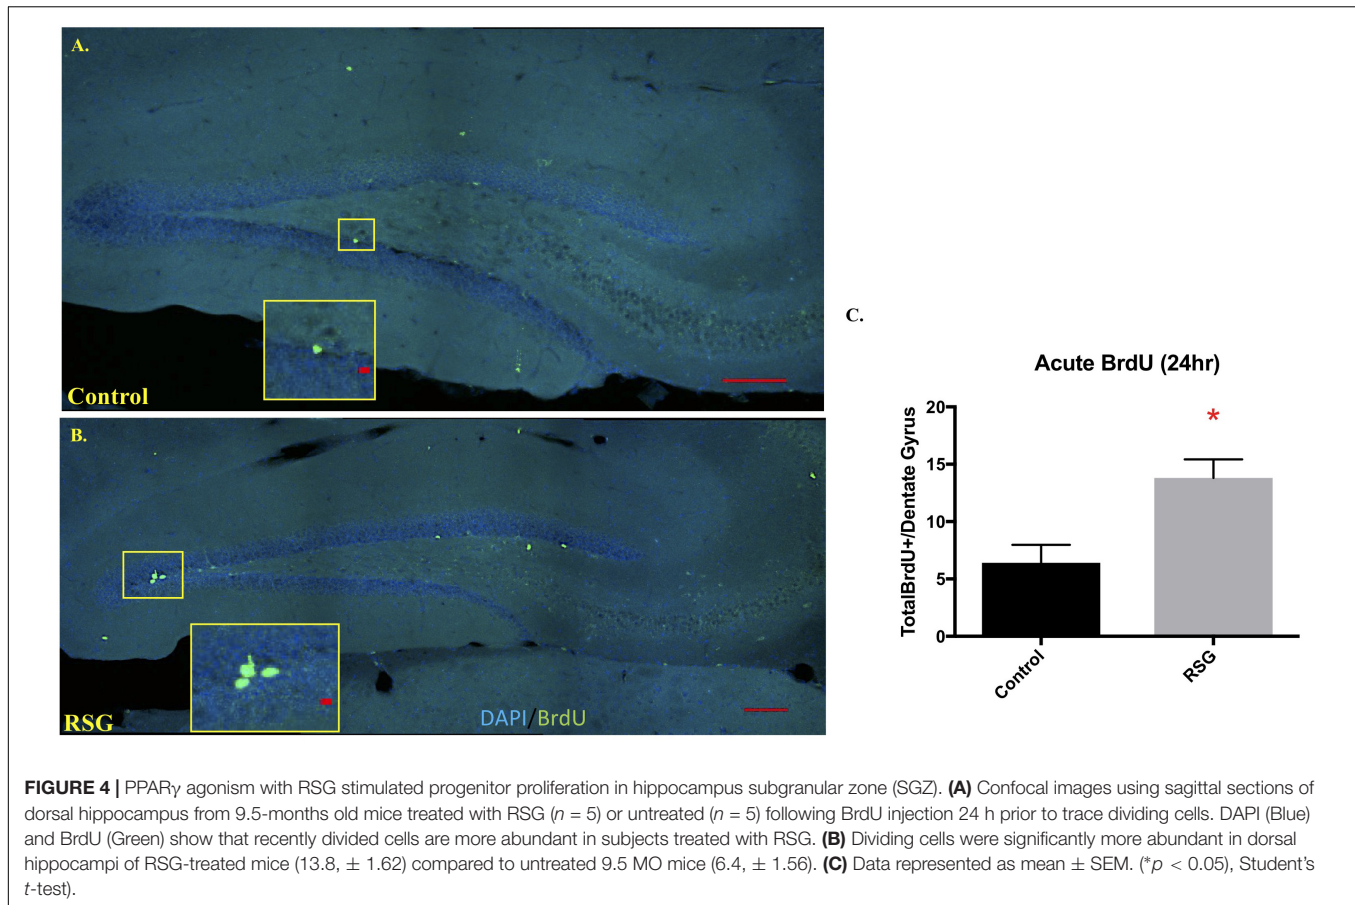 A.
Control
B.
RSG
DAPI/BrdU
C.
Acute BrdU (24hr)
TotalBrdU+/Dentate Gyrus
20
15
10
5
0
*
Control
RSG
FIGURE 4 | PPARγ agonism with RSG stimulated progenitor proliferation in hippocampus subgranular zone (SGZ). (A) Confocal images using sagittal sections of
dorsal hippocampus from 9.5-months old mice treated with RSG (n = 5) or untreated (n = 5) following BrdU injection 24 h prior to trace dividing cells. DAPI (Blue)
and BrdU (Green) show that recently divided cells are more abundant in subjects treated with RSG. (B) Dividing cells were significantly more abundant in dorsal
hippocampi of RSG-treated mice (13.8, ± 1.62) compared to untreated 9.5 MO mice (6.4, ± 1.56). (C) Data represented as mean ± SEM. (*p < 0.05), Student's
t-test).